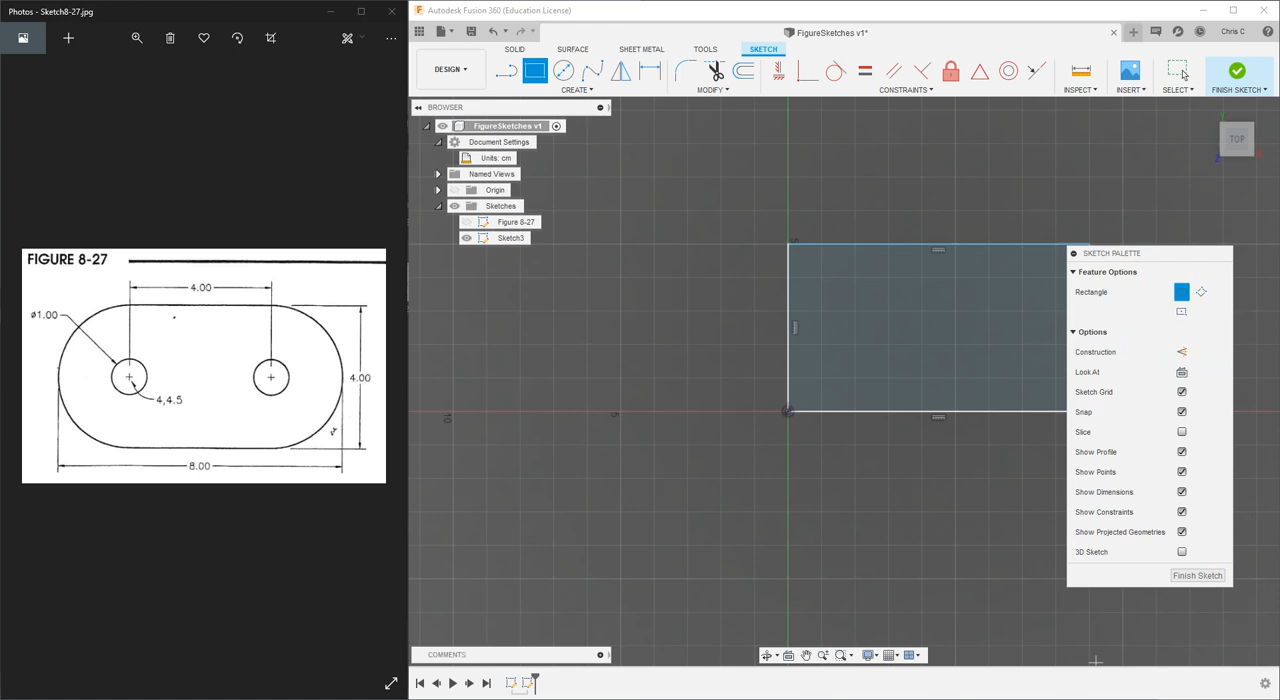 Photos - Sketch8-27.jpg
Autodesk Fusion 360 (Education License)
FigureSketches v1*
Chris C
DESIGN
SOLID
SURFACE
SHEET METAL
TOOLS
SKETCH
CREATE
MODIFY
CONSTRAINTS
INSPECT
INSERT
SELECT
FINISH SKETCH
BROWSER
FigureSketches v1
Document Settings
Units: cm
Named Views
Origin
Sketches
Figure 8-27
Sketch3
TOP
Y
Z
5
10
5
FIGURE 8-27
4.00
ø1.00
4.00
4,4.5
8.00
SKETCH PALETTE
Feature Options
Rectangle
Options
Construction
Look At
Sketch Grid
Snap
Slice
Show Profile
Show Points
Show Dimensions
Show Constraints
Show Projected Geometries
3D Sketch
Finish Sketch
COMMENTS